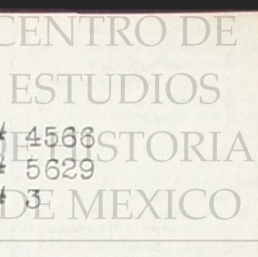 CENTRO DE
ESTUDIOS
# 4566
DE HISTORIA
# 5629
# 3
DE MEXICO